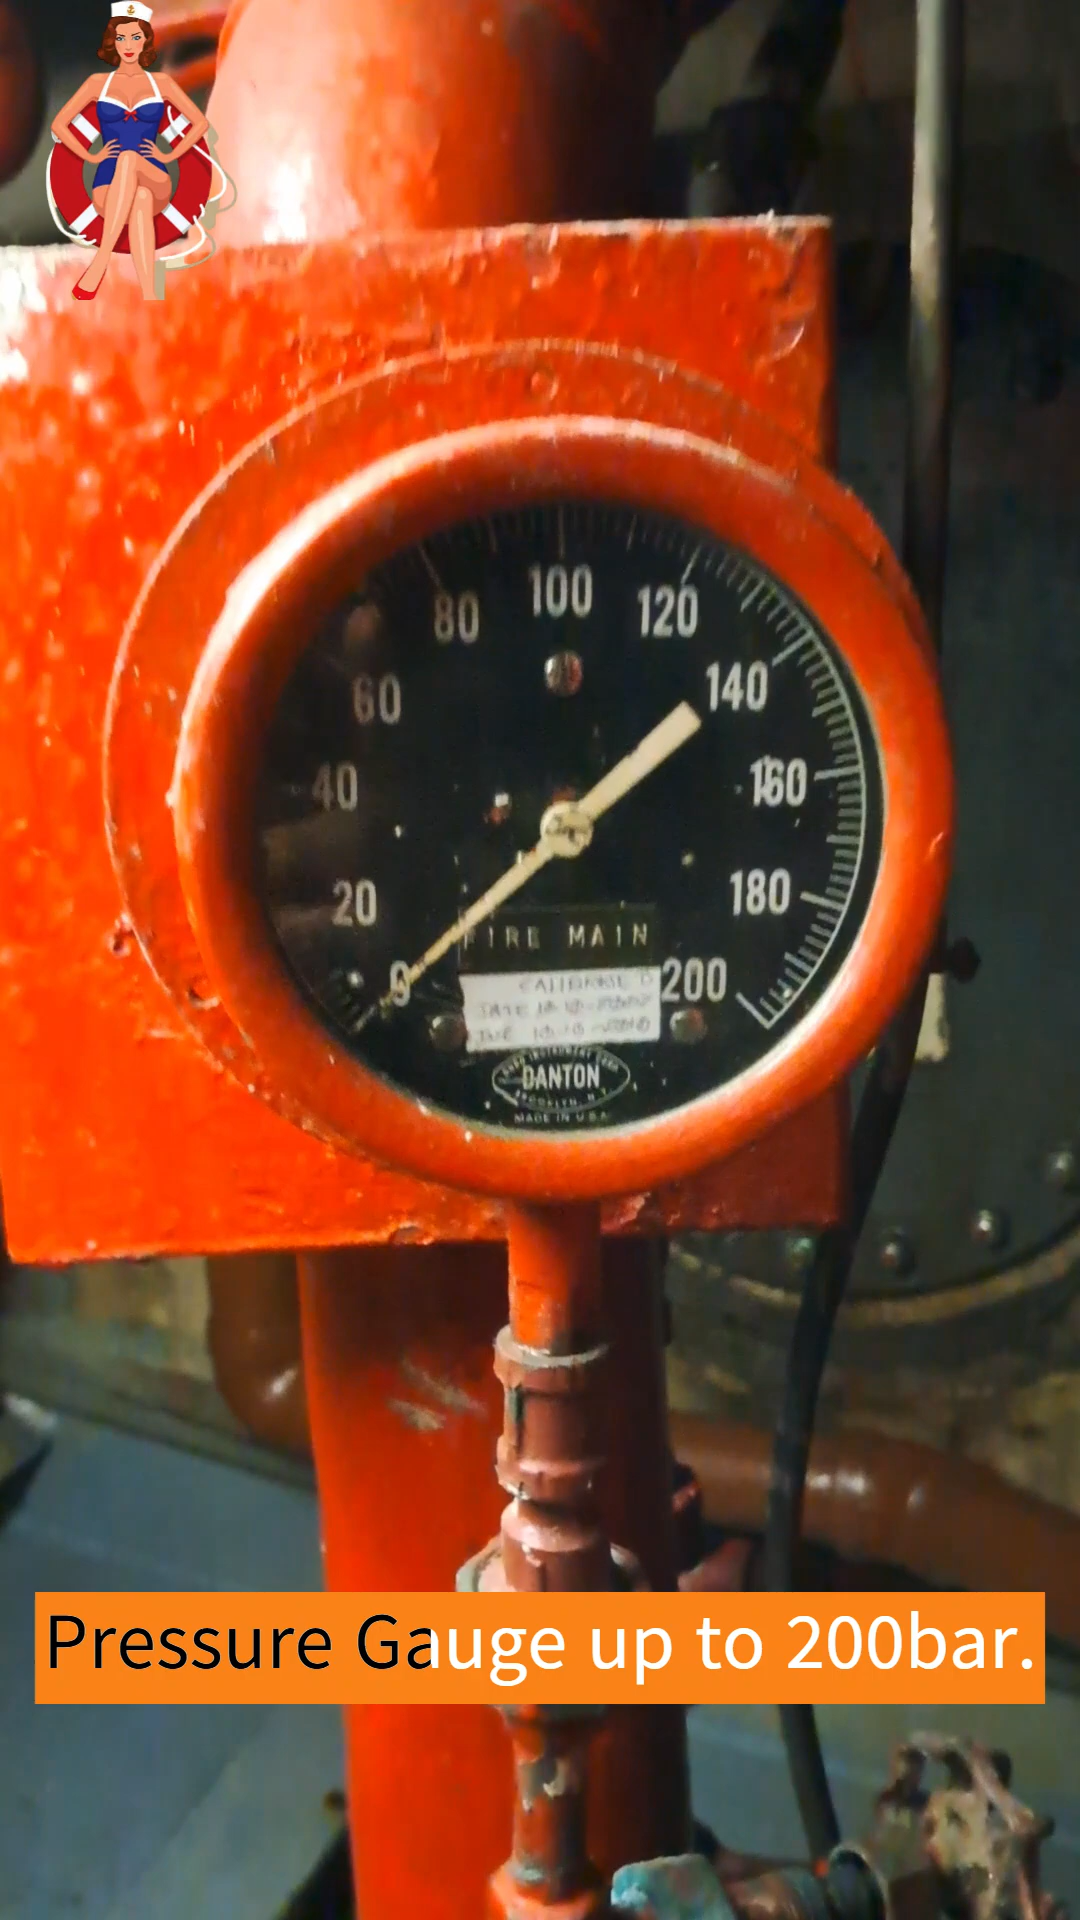 100
80
120
60
140
40
160
180
20
0
200
FIRE MAIN
DATE
DANTON
BROOKLYN, N.Y.
MADE IN U.S.A.
Pressure Gauge up to 200bar.